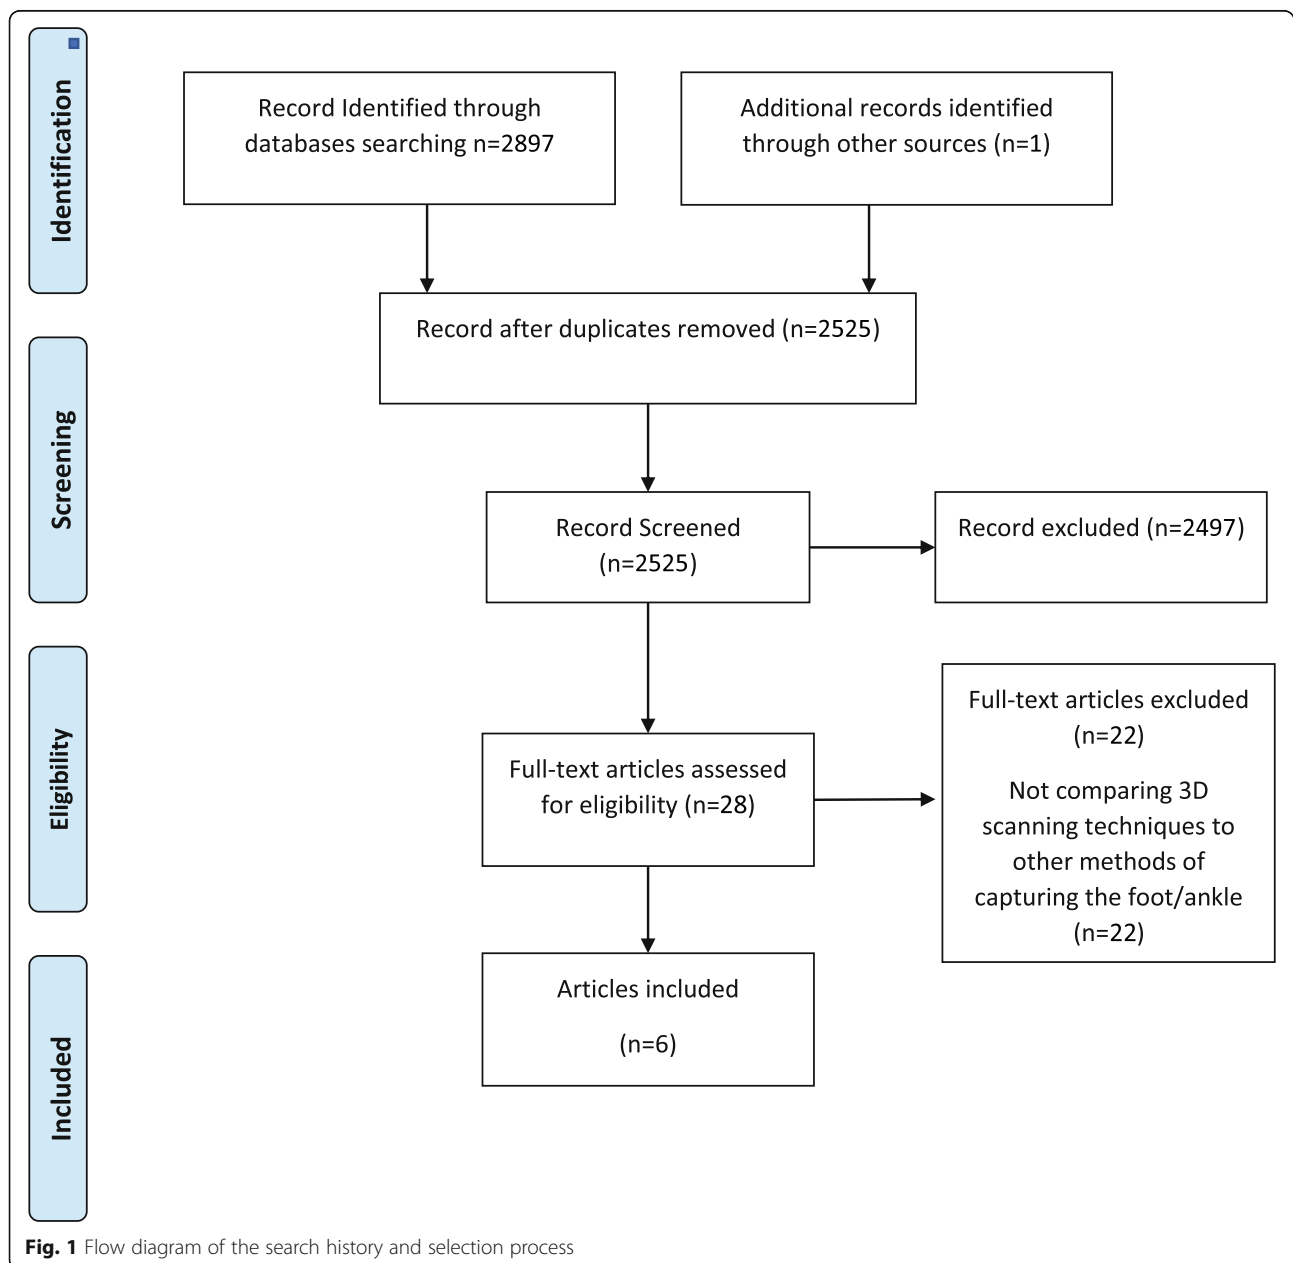 Identification
Record Identified through
databases searching n=2897
Additional records identified
through other sources (n=1)
Record after duplicates removed (n=2525)
Screening
Record Screened
(n=2525)
Record excluded (n=2497)
Eligibility
Full-text articles assessed
for eligibility (n=28)
Full-text articles excluded
(n=22)
Not comparing 3D
scanning techniques to
other methods of
capturing the foot/ankle
(n=22)
Included
Articles included
(n=6)
Fig. 1 Flow diagram of the search history and selection process